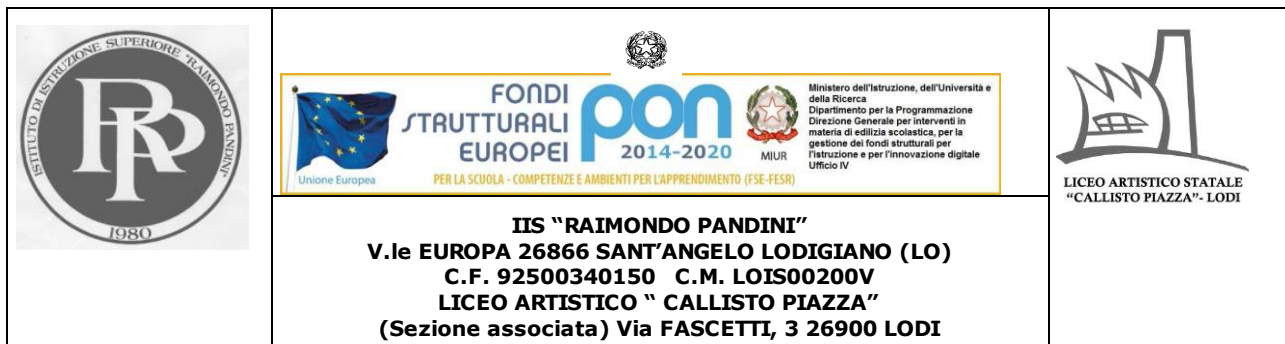 ISTITUTO DI ISTRUZIONE SUPERIORE "RAIMONDO PANDINI"
1980
FONDI
STRUTTURALI
EUROPEI
pon
2014-2020
Unione Europea
MIUR
Ministero dell'Istruzione, dell'Università e
della Ricerca
Dipartimento per la Programmazione
Direzione Generale per interventi in
materia di edilizia scolastica, per la
gestione dei fondi strutturali per
l'istruzione e per l'innovazione digitale
Ufficio IV
PER LA SCUOLA - COMPETENZE E AMBIENTI PER L'APPRENDIMENTO (FSE-FESR)
IIS “RAIMONDO PANDINI”
V.le EUROPA 26866 SANT’ANGELO LODIGIANO (LO)
C.F. 92500340150 C.M. LOIS00200V
LICEO ARTISTICO “ CALLISTO PIAZZA”
(Sezione associata) Via FASCETTI, 3 26900 LODI
LICEO ARTISTICO STATALE
“CALLISTO PIAZZA”- LODI